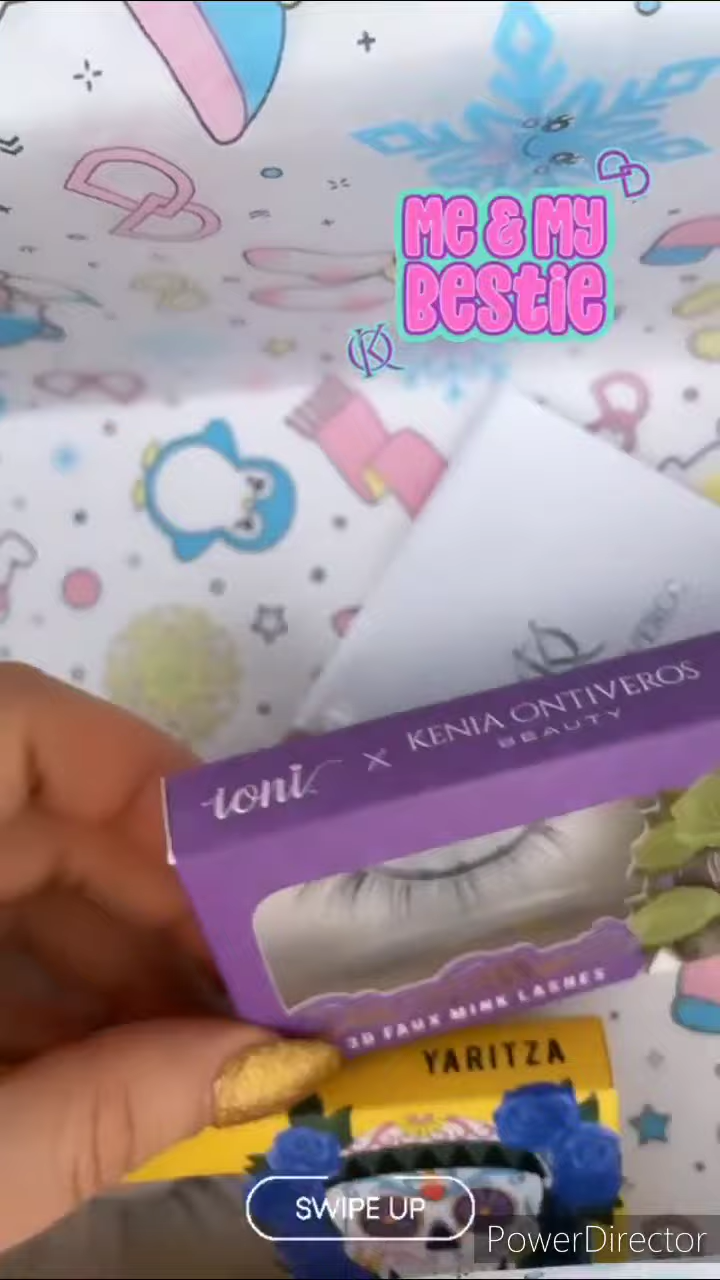 Me & My
Bestie
toni x KENIA ONTIVEROS
BEAUTY
3D FAUX MINK LASHES
YARITZA
SWIPE UP
PowerDirector